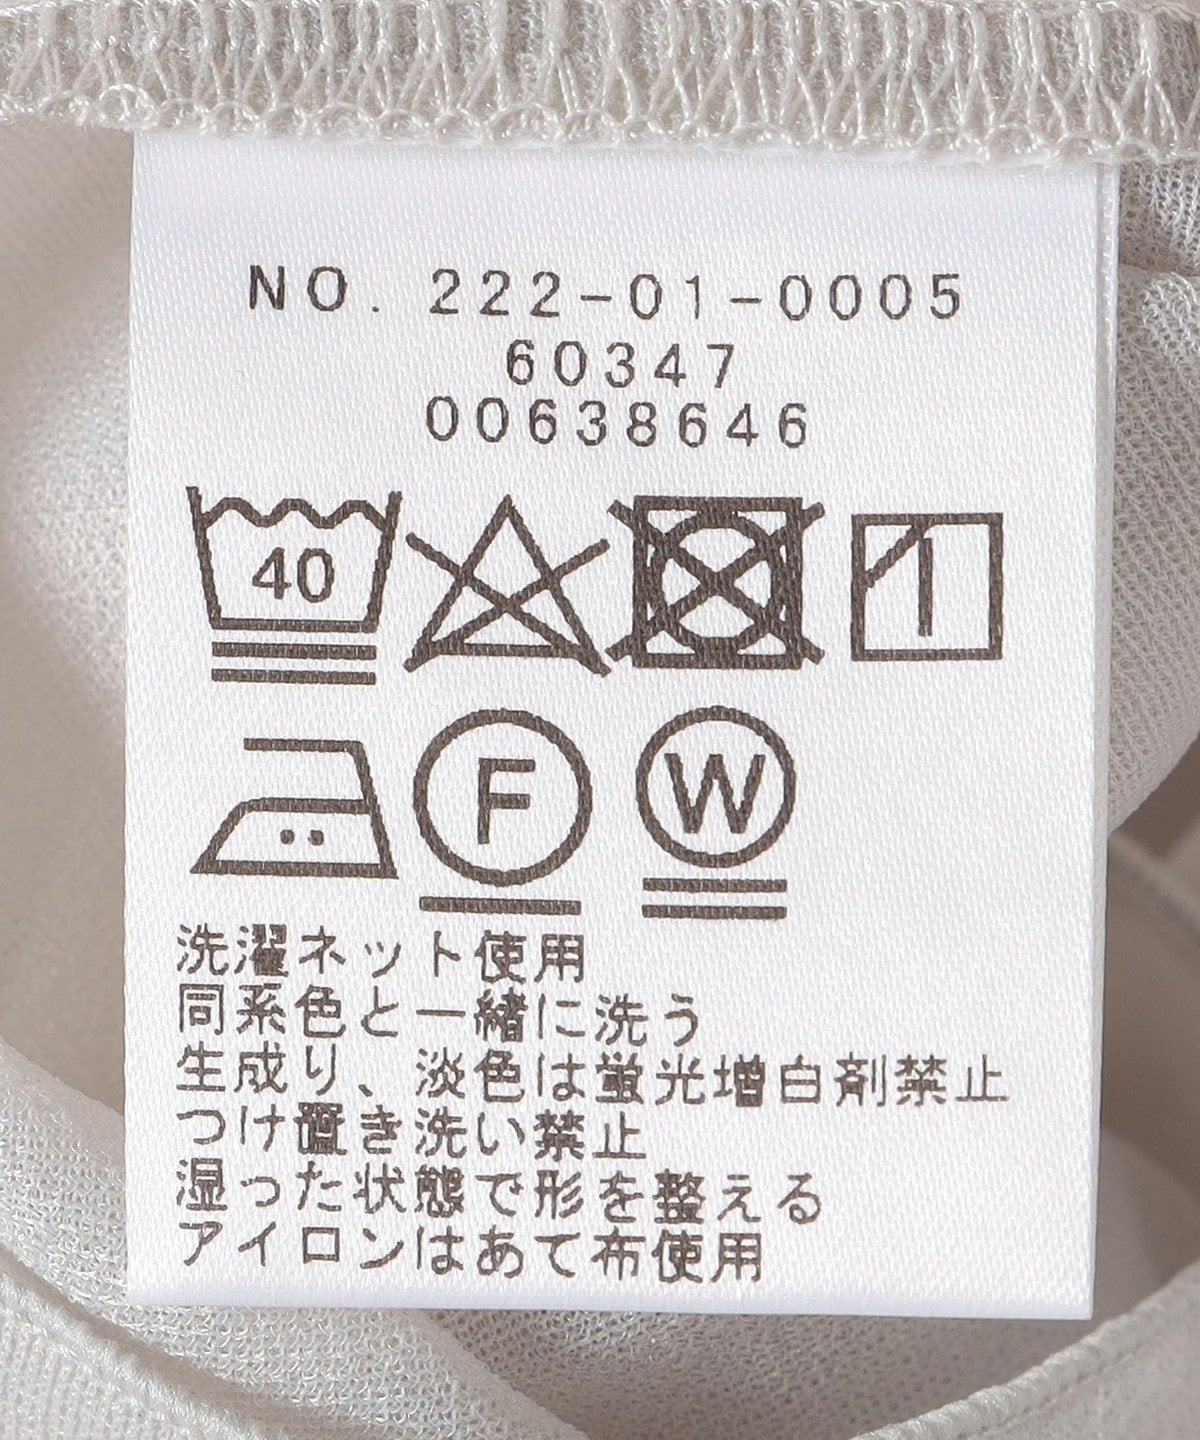 NO. 222-01-0005
60347
00638646
40
F
W
洗濯ネット使用
同系色と一緒に洗う
生成り、淡色は蛍光増白剤禁止
つけ置き洗い禁止
湿った状態で形を整える
アイロンはあて布使用